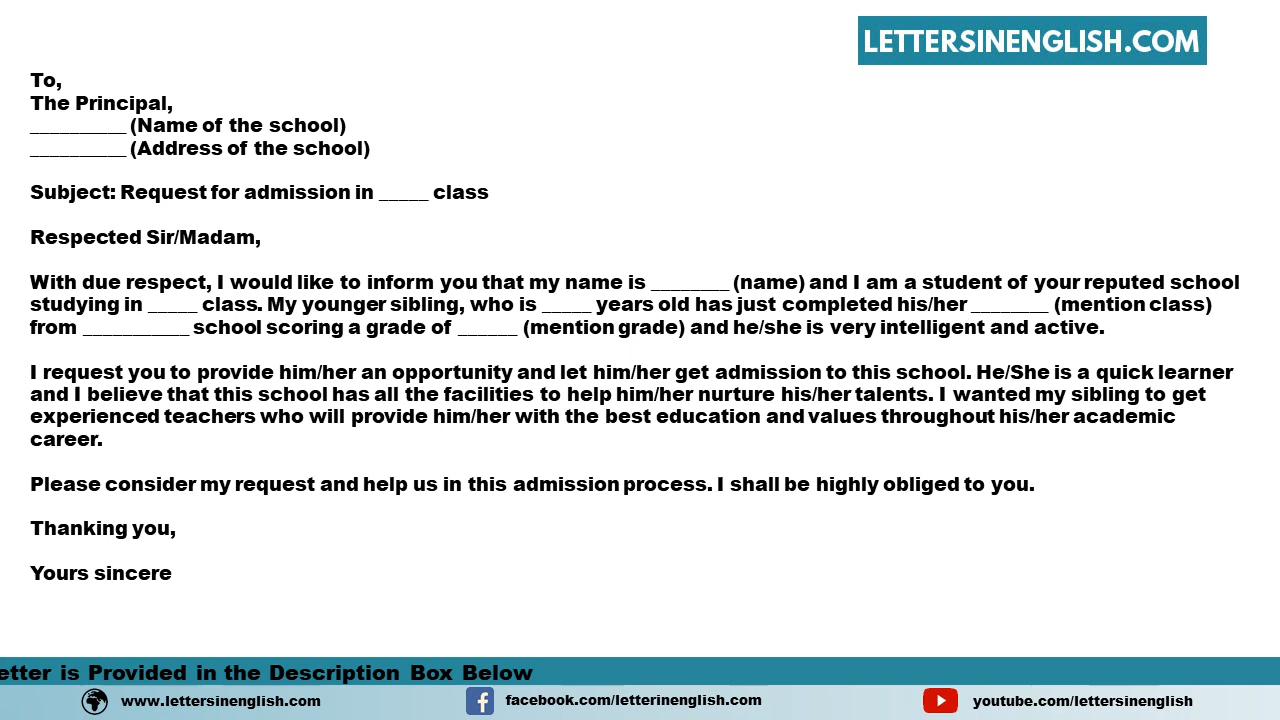 LETTERSINENGLISH.COM
To,
The Principal,
__________ (Name of the school)
__________ (Address of the school)
Subject: Request for admission in _____ class
Respected Sir/Madam,
With due respect, I would like to inform you that my name is ________ (name) and I am a student of your reputed school
studying in _____ class. My younger sibling, who is _____ years old has just completed his/her ________ (mention class)
from ___________ school scoring a grade of ______ (mention grade) and he/she is very intelligent and active.
I request you to provide him/her an opportunity and let him/her get admission to this school. He/She is a quick learner
and I believe that this school has all the facilities to help him/her nurture his/her talents. I wanted my sibling to get
experienced teachers who will provide him/her with the best education and values throughout his/her academic
career.
Please consider my request and help us in this admission process. I shall be highly obliged to you.
Thanking you,
Yours sincere
etter is Provided in the Description Box Below
www.lettersinenglish.com facebook.com/letterinenglish.com youtube.com/lettersinenglish